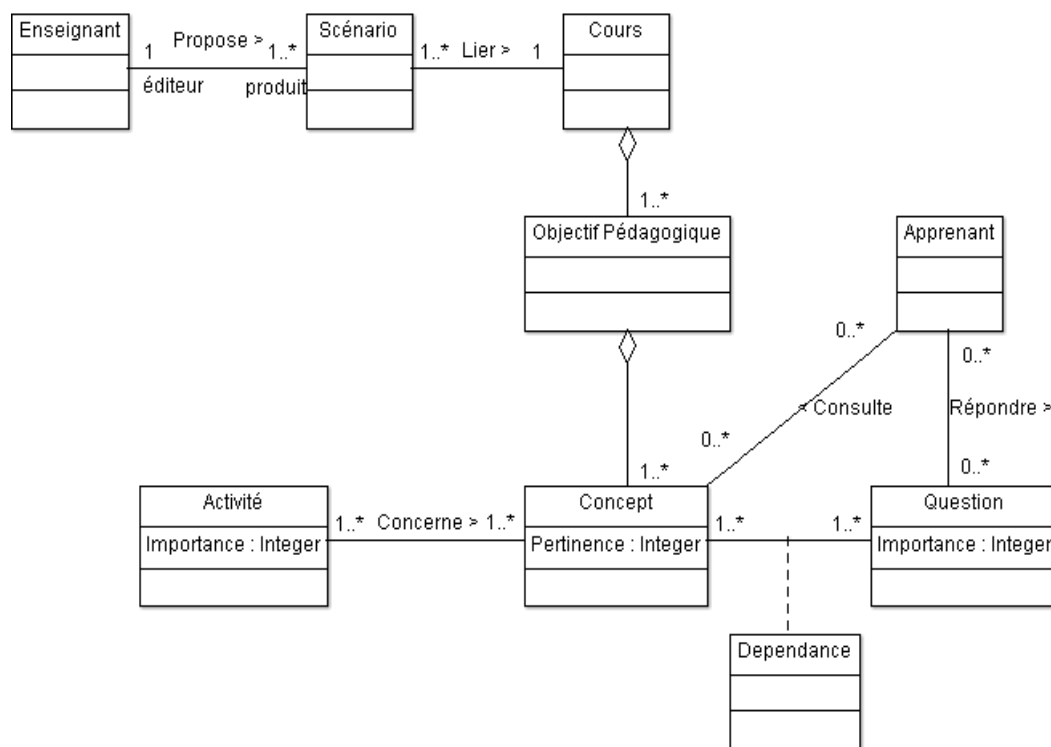 Enseignant
Propose >
Scénario
Cours
1
1..*
1..*
Lier >
1
éditeur
produit
1..*
Objectif Pédagogique
Apprenant
0..*
0..*
< Consulte
Répondre >
0..*
1..*
0..*
Activité
Concept
Question
1..*
Concerne >
1..*
1..*
1..*
Importance : Integer
Pertinence : Integer
Importance : Integer
Dependance